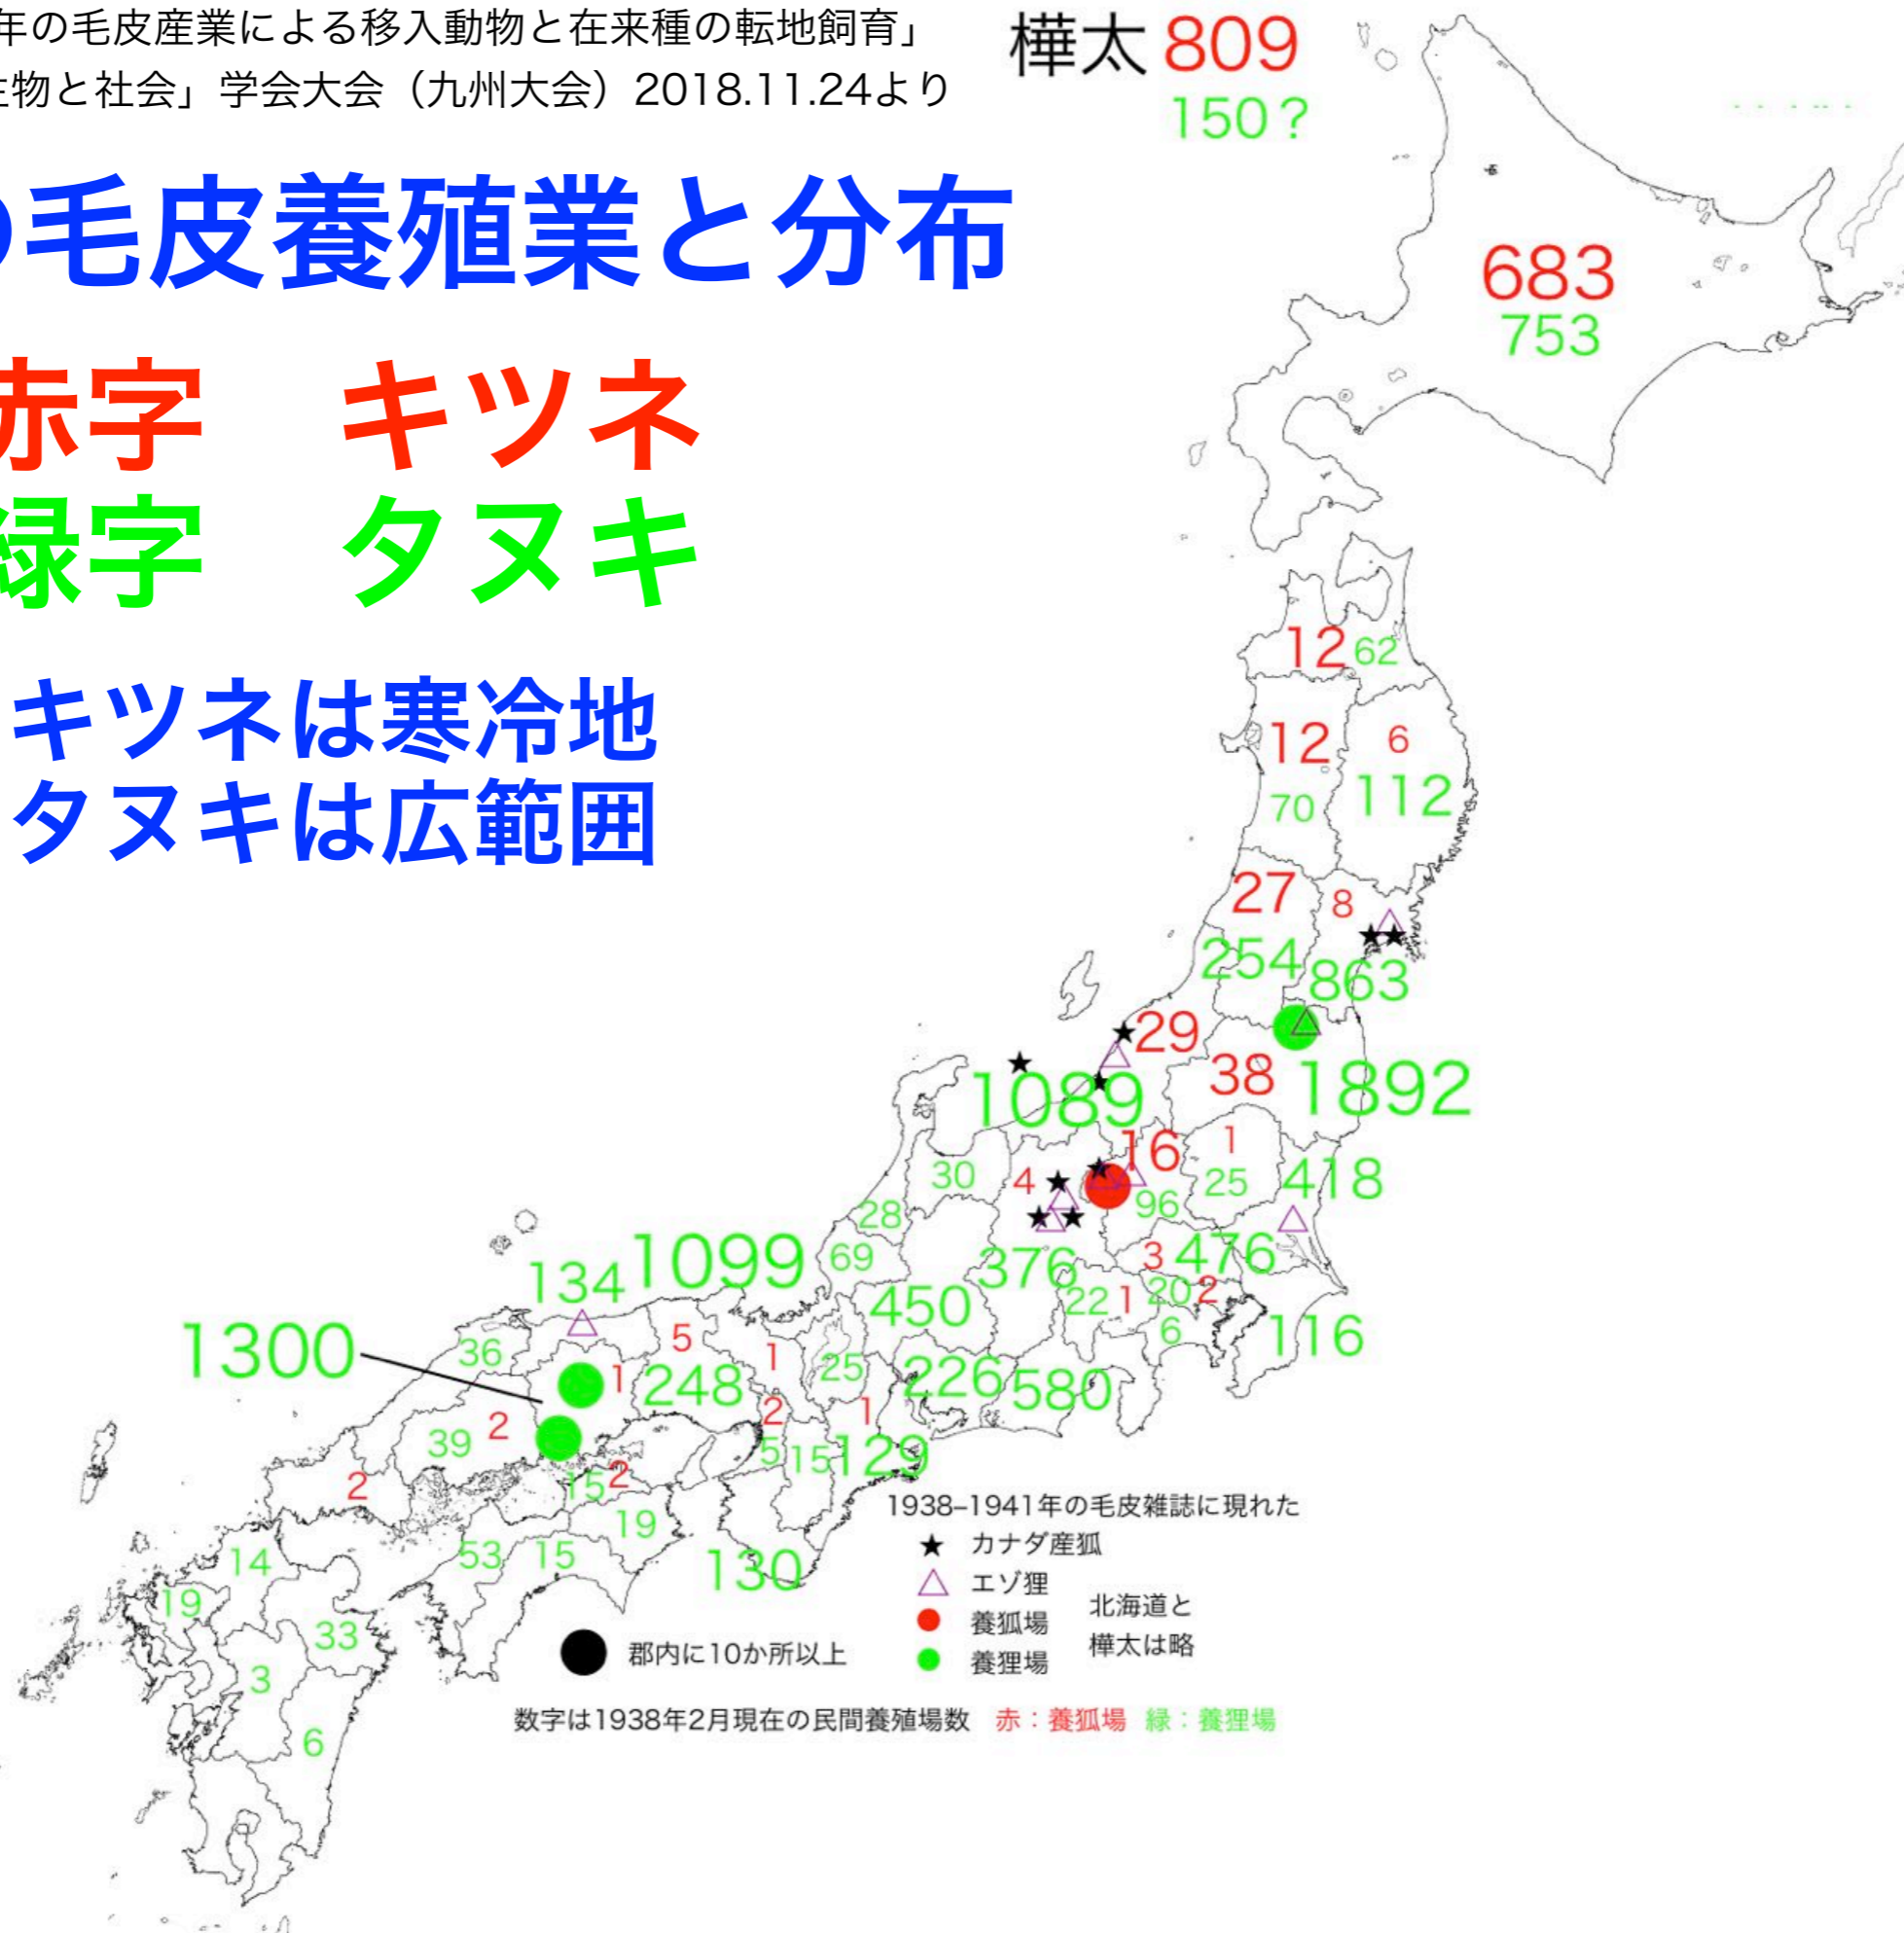 年の毛皮産業による移入動物と在来種の転地飼育」
生物と社会」学会大会（九州大会）2018.11.24より
の毛皮養殖業と分布
赤字　キツネ
緑字　タヌキ
キツネは寒冷地
タヌキは広範囲
樺太 809
150？
683
753
12 62
12 6
70 112
27 8
254 863
29
38 1892
1089
16 1
4 30 25 418
96
28
69 3 476
134 1099
376
22 1 20 2
450 6 116
1300
36 5 1 25
1 248 226 580
2 1
39 2 5 15 129
2 15 2
19
53 15 130
14
19
33
3
6
1938–1941年の毛皮雑誌に現れた
★ カナダ産狐
△ エゾ狸
● 養狐場
● 養狸場
北海道と
樺太は略
● 郡内に10か所以上
数字は1938年2月現在の民間養殖場数　赤：養狐場　緑：養狸場